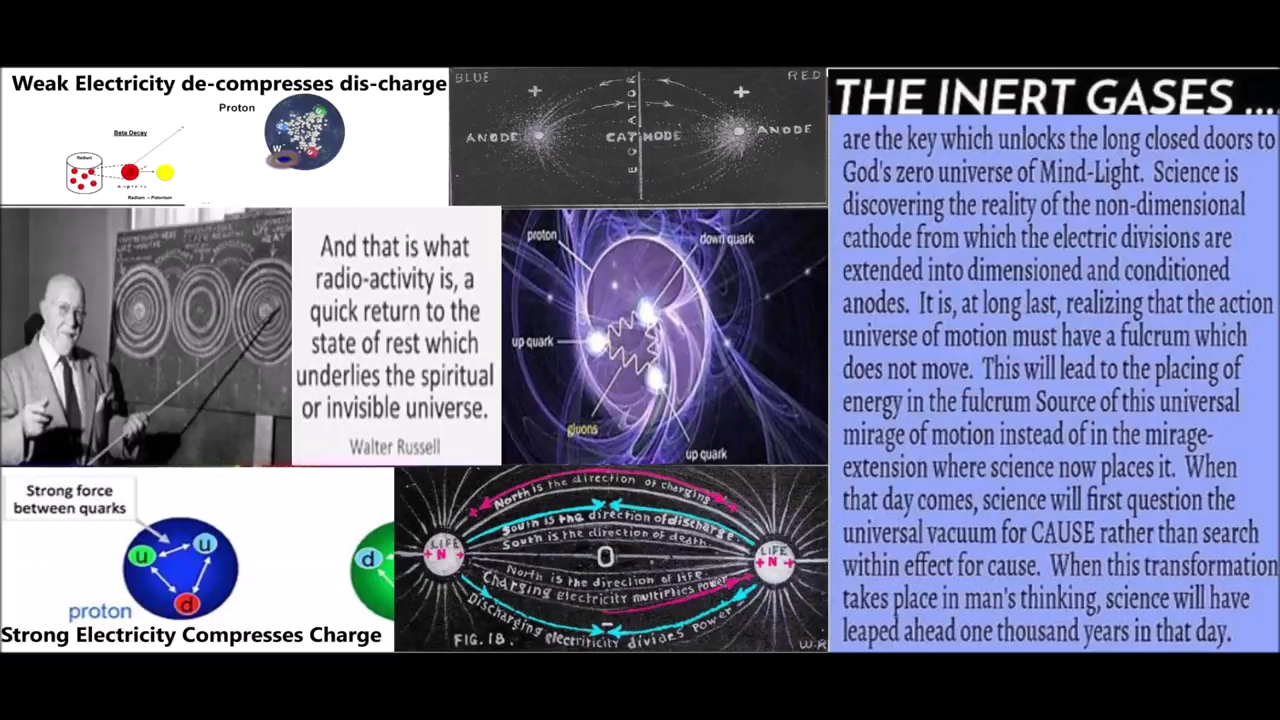 Weak Electricity de-compresses dis-charge
Proton
Beta Decay
Radium
W
BLUE
RED
+
+
ANODE
CATHODE
ANODE
EQUATOR
THE INERT GASES ....
are the key which unlocks the long closed doors to
God's zero universe of Mind-Light. Science is
discovering the reality of the non-dimensional
cathode from which the electric divisions are
extended into dimensioned and conditioned
anodes. It is, at long last, realizing that the action
universe of motion must have a fulcrum which
does not move. This will lead to the placing of
energy in the fulcrum Source of this universal
mirage of motion instead of in the mirage-
extension where science now places it. When
that day comes, science will first question the
universal vacuum for CAUSE rather than search
within effect for cause. When this transformation
takes place in man's thinking, science will have
leaped ahead one thousand years in that day.
And that is what
radio-activity is, a
quick return to the
state of rest which
underlies the spiritual
or invisible universe.
Walter Russell
proton
down quark
up quark
gluons
up quark
Strong force
between quarks
u
u
d
d
proton
Strong Electricity Compresses Charge
North is the direction of charging
South is the direction of discharge.
South is the direction of death.
LIFE
+N+
0
LIFE
+N+
North is the direction of life.
Charging electricity multiplies power
Discharging electricity divides power
FIG. 1B.
W.R